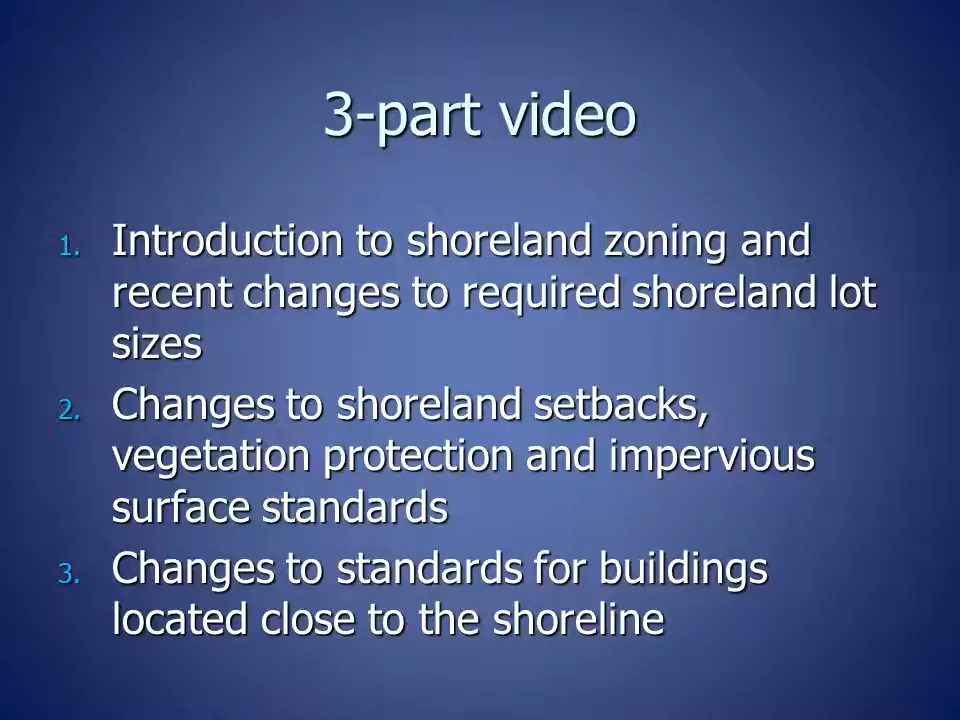 3-part video
1. Introduction to shoreland zoning and
recent changes to required shoreland lot
sizes
2. Changes to shoreland setbacks,
vegetation protection and impervious
surface standards
3. Changes to standards for buildings
located close to the shoreline